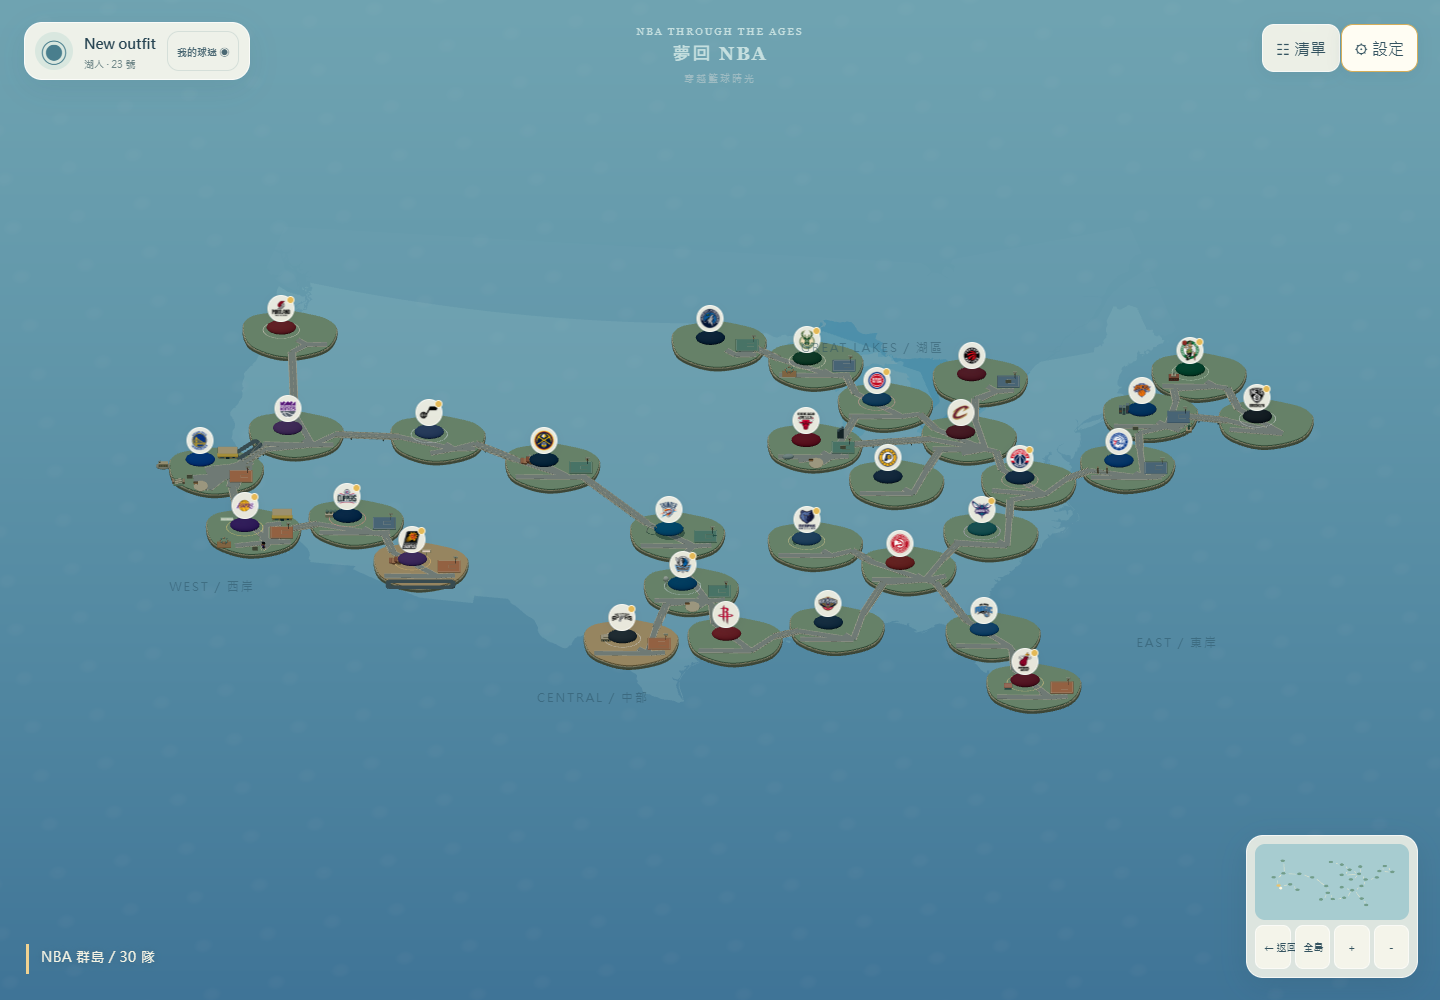 New outfit
湖人 · 23 號
我的球迷 ◉
NBA THROUGH THE AGES
夢回 NBA
穿越籃球時光
☷ 清單
⚙ 設定
GREAT LAKES / 湖區
WEST / 西岸
EAST / 東岸
CENTRAL / 中部
NBA 群島 / 30 隊
← 返回
全島
+
-